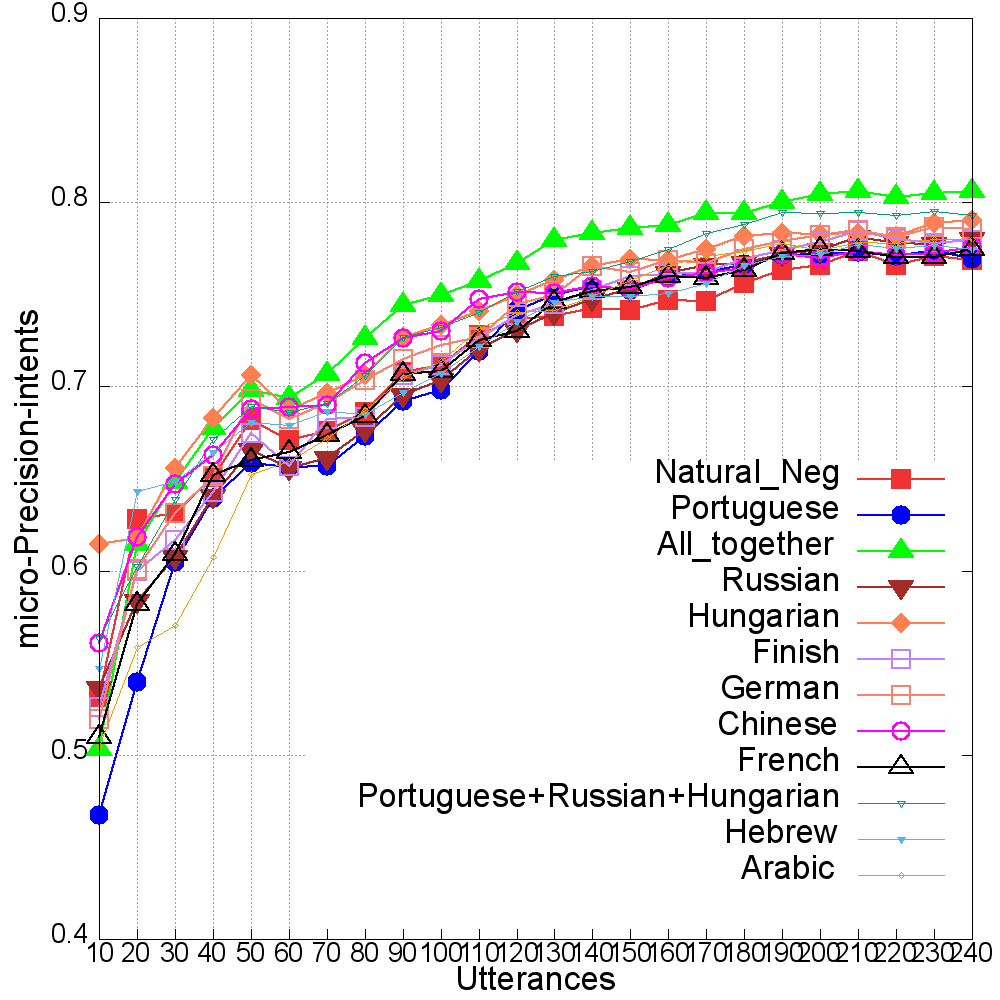 micro-Precision-intents
0.9
0.8
0.7
0.6
0.5
0.4
Natural_Neg
Portuguese
All_together
Russian
Hungarian
Finish
German
Chinese
French
Portuguese+Russian+Hungarian
Hebrew
Arabic
10 20 30 40 50 60 70 80 90 100 110 120 130 140 150 160 170 180 190 200 210 220 230 240
Utterances